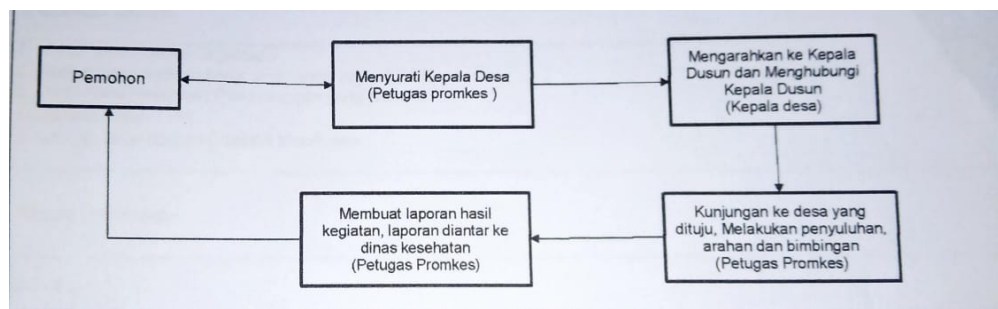 Pemohon
Menyurati Kepala Desa
(Petugas promkes )
Mengarahkan ke Kepala
Dusun dan Menghubungi
Kepala Dusun
(Kepala desa)
Kunjungan ke desa yang
dituju, Melakukan penyuluhan,
arahan dan bimbingan
(Petugas Promkes)
Membuat laporan hasil
kegiatan, laporan diantar ke
dinas kesehatan
(Petugas Promkes)